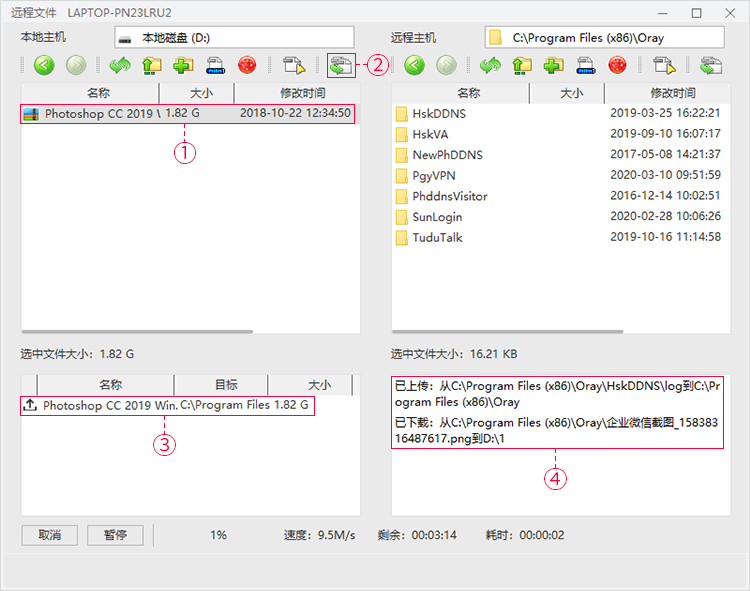 远程文件 LAPTOP-PN23LRU2
本地主机
本地磁盘 (D:)
远程主机
C:\Program Files (x86)\Oray
②
名称 大小 修改时间
Photoshop CC 2019 \ 1.82 G 2018-10-22 12:34:50
①
名称 大小 修改时间
HskDDNS 2019-03-25 16:22:21
HskVA 2019-09-10 16:07:17
NewPhDDNS 2017-05-08 14:21:37
PgyVPN 2020-03-10 09:51:59
PhddnsVisitor 2016-12-14 10:02:51
SunLogin 2020-02-28 10:06:26
TuduTalk 2019-10-16 11:14:58
选中文件大小：1.82 G
选中文件大小：16.21 KB
名称 目标 大小
Photoshop CC 2019 Win. C:\Program Files 1.82 G
③
已上传：从C:\Program Files (x86)\Oray\HskDDNS\log到C:\Pr
ogram Files (x86)\Oray
已下载：从C:\Program Files (x86)\Oray\企业微信截图_15838
316487617.png到D:\1
④
取消 暂停 1% 速度：9.5M/s 剩余：00:03:14 耗时：00:00:02